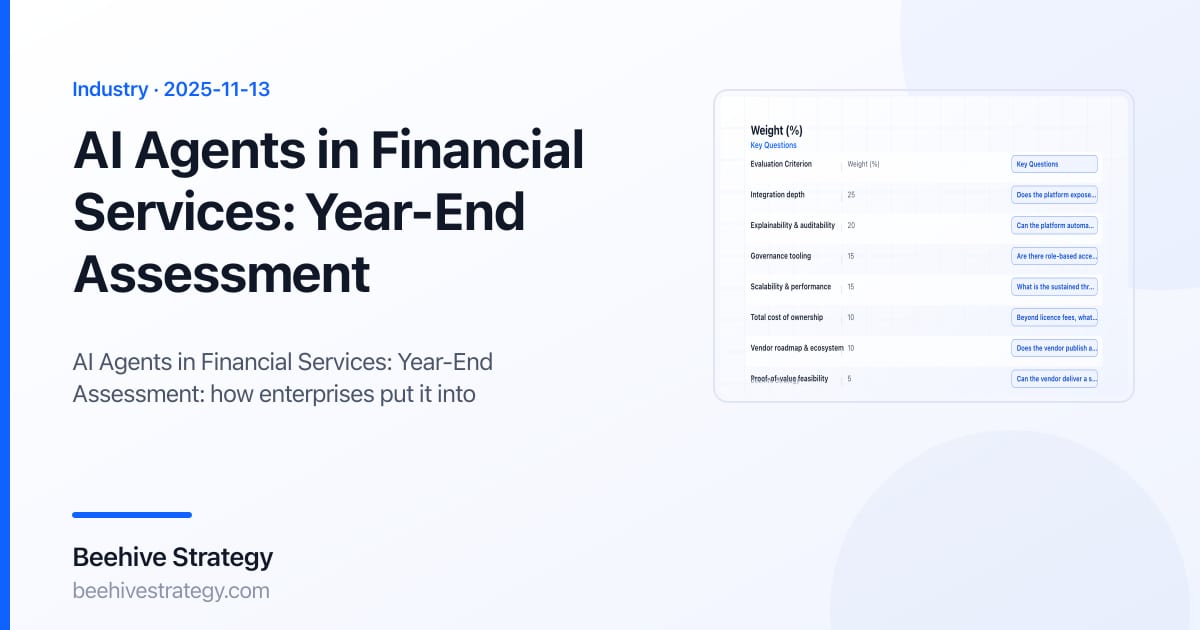 Industry · 2025-11-13
AI Agents in Financial
Services: Year-End
Assessment
AI Agents in Financial Services: Year-End
Assessment: how enterprises put it into
Beehive Strategy
beehivestrategy.com
Weight (%)
Key Questions
Evaluation Criterion Weight (%) Key Questions
Integration depth 25 Does the platform expose...
Explainability & auditability 20 Can the platform automa...
Governance tooling 15 Are there role-based acce...
Scalability & performance 15 What is the sustained thr...
Total cost of ownership 10 Beyond licence fees, what...
Vendor roadmap & ecosystem 10 Does the vendor publish a...
Proof-of-value feasibility 5 Can the vendor deliver a s...